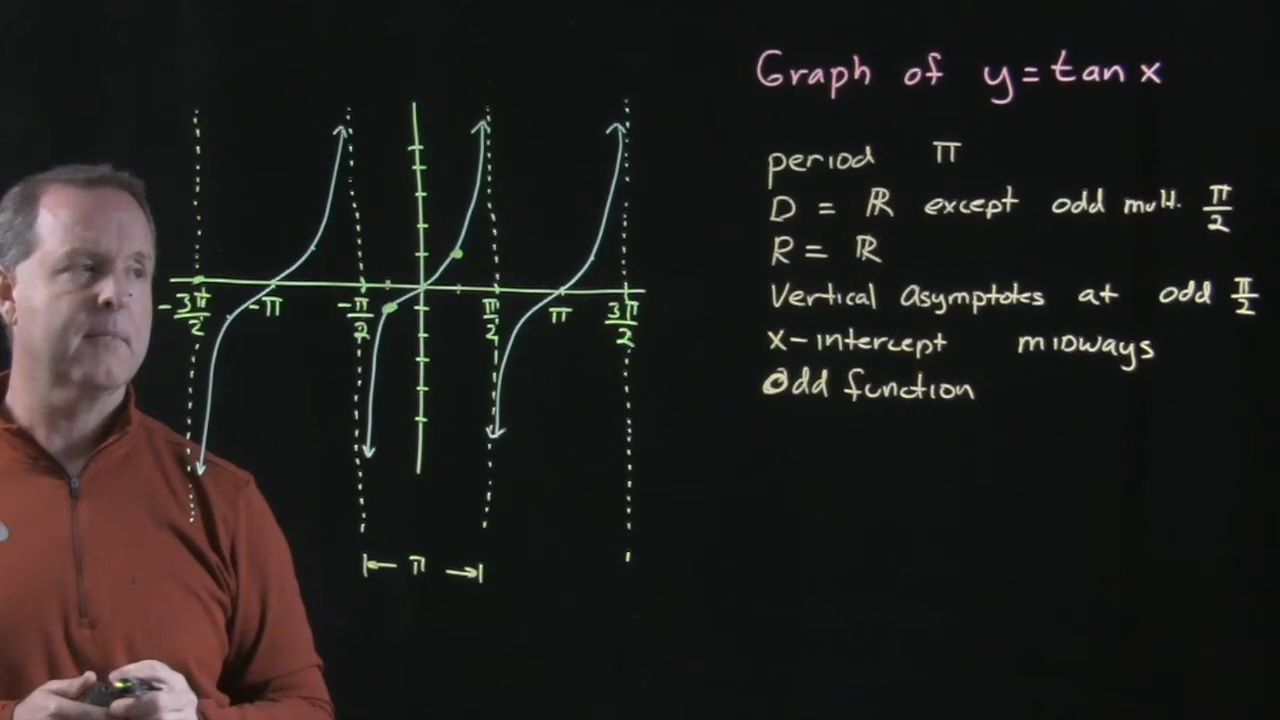 Graph of y = tan x
period π
D = ℝ except odd mult. π/2
R = ℝ
Vertical Asymptotes at odd π/2
x-intercept midways
Odd function
-3π/2 -π -π/2 π/2 π 3π/2
|← π →|